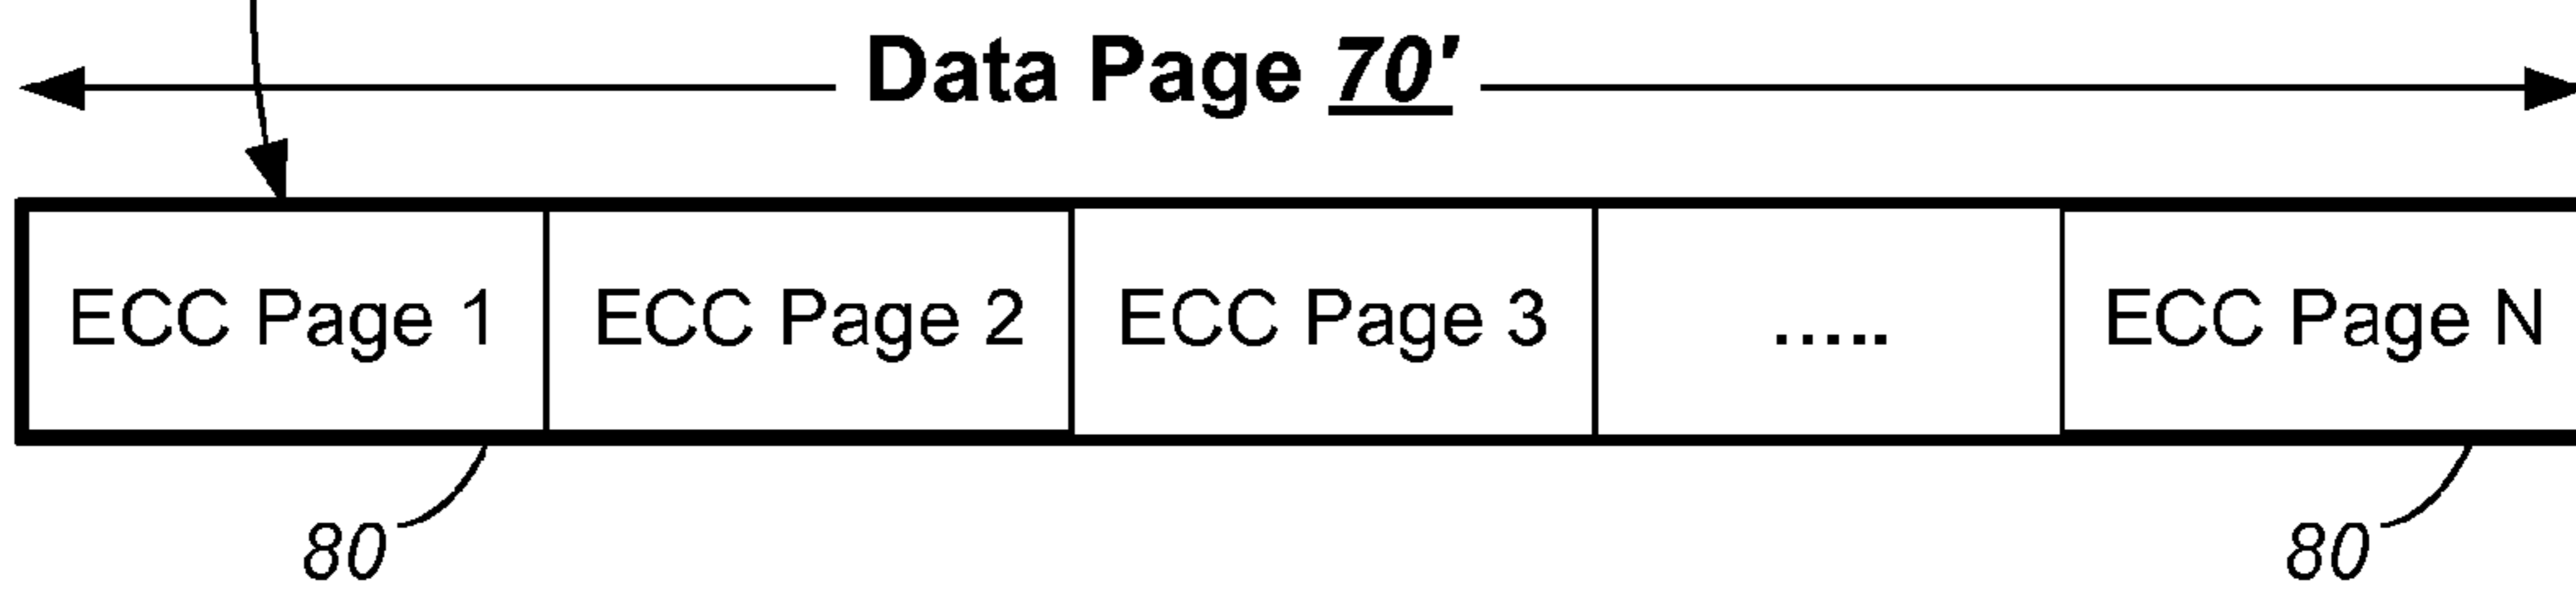 Data Page 70'
ECC Page 1 ECC Page 2 ECC Page 3 ..... ECC Page N
80 80